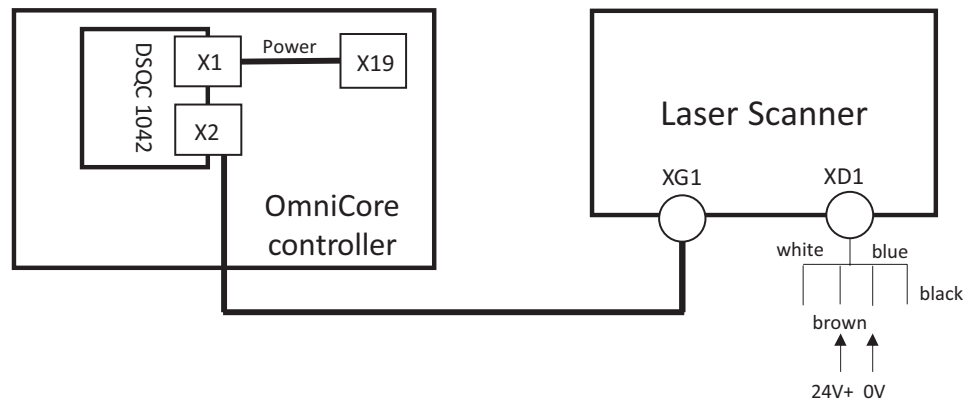 DSQC 1042
X1
Power
X19
X2
OmniCore
controller
Laser Scanner
XG1
XD1
white
blue
black
brown
24V+ 0V